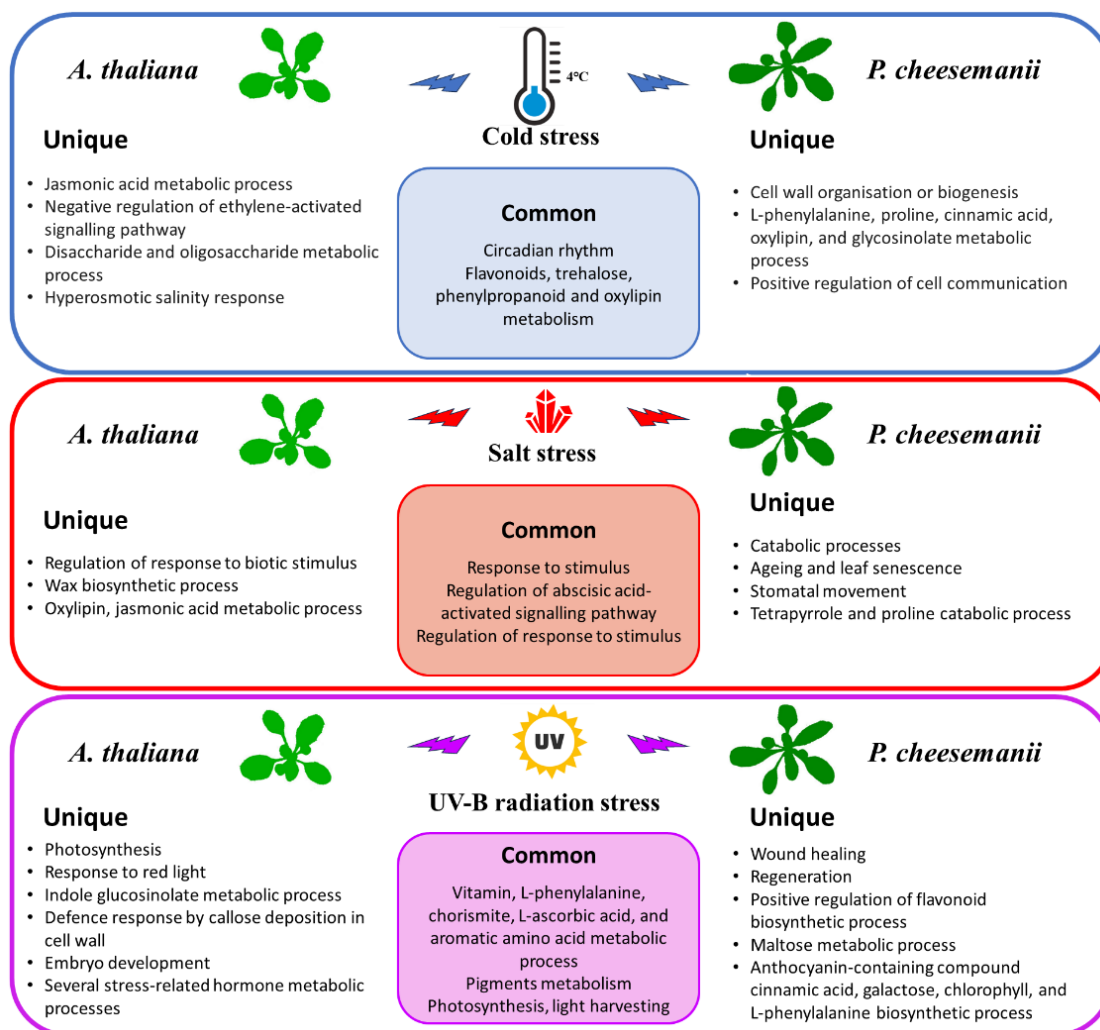 A. thaliana
4°C
Cold stress
P. cheesemanii
Unique
• Jasmonic acid metabolic process
• Negative regulation of ethylene-activated
signalling pathway
• Disaccharide and oligosaccharide metabolic
process
• Hyperosmotic salinity response
Common
Circadian rhythm
Flavonoids, trehalose,
phenylpropanoid and oxylipin
metabolism
Unique
• Cell wall organisation or biogenesis
• L-phenylalanine, proline, cinnamic acid,
oxylipin, and glycosinolate metabolic
process
• Positive regulation of cell communication
A. thaliana
Salt stress
P. cheesemanii
Unique
• Regulation of response to biotic stimulus
• Wax biosynthetic process
• Oxylipin, jasmonic acid metabolic process
Common
Response to stimulus
Regulation of abscisic acid-
activated signalling pathway
Regulation of response to stimulus
Unique
• Catabolic processes
• Ageing and leaf senescence
• Stomatal movement
• Tetrapyrrole and proline catabolic process
A. thaliana
UV
UV-B radiation stress
P. cheesemanii
Unique
• Photosynthesis
• Response to red light
• Indole glucosinolate metabolic process
• Defence response by callose deposition in
cell wall
• Embryo development
• Several stress-related hormone metabolic
processes
Common
Vitamin, L-phenylalanine,
chorismite, L-ascorbic acid, and
aromatic amino acid metabolic
process
Pigments metabolism
Photosynthesis, light harvesting
Unique
• Wound healing
• Regeneration
• Positive regulation of flavonoid
biosynthetic process
• Maltose metabolic process
• Anthocyanin-containing compound
cinnamic acid, galactose, chlorophyll, and
L-phenylalanine biosynthetic process